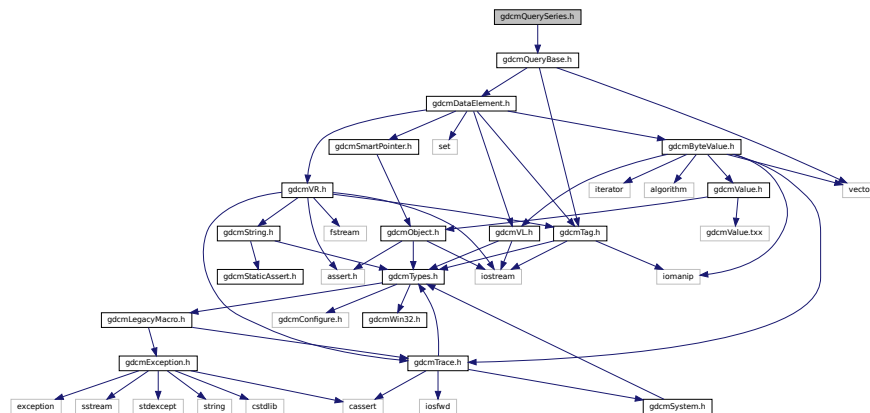 gdcmQuerySeries.h
gdcmQueryBase.h
gdcmDataElement.h
gdcmSmartPointer.h
set
gdcmByteValue.h
gdcmVR.h
iterator
algorithm
gdcmValue.h
vecto
gdcmString.h
fstream
gdcmObject.h
gdcmVL.h
gdcmTag.h
gdcmValue.txx
gdcmStaticAssert.h
assert.h
gdcmTypes.h
iostream
iomanip
gdcmLegacyMacro.h
gdcmConfigure.h
gdcmWin32.h
gdcmException.h
gdcmTrace.h
exception
sstream
stdexcept
string
cstdlib
cassert
iosfwd
gdcmSystem.h